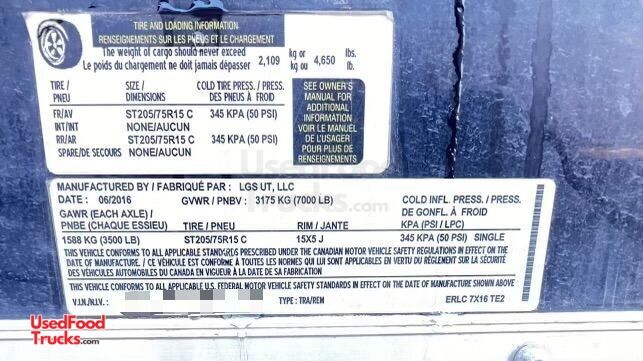 TIRE AND LOADING INFORMATION
RENSEIGNEMENTS SUR LES PNEUS ET LE CHARGEMENT
The weight of cargo should never exceed
Le poids du chargement ne doit jamais dépasser
2,109 kg or kg ou 4,650 lbs. lb.
TIRE / PNEU
SIZE / DIMENSIONS
COLD TIRE PRESS. / PRESS. DES PNEUS À FROID
FR/AV ST205/75R15 C 345 KPA (50 PSI)
INT/INT NONE/AUCUN
RR/AR ST205/75R15 C 345 KPA (50 PSI)
SPARE/DE SECOURS NONE/AUCUN
SEE OWNER'S
MANUAL FOR
ADDITIONAL
INFORMATION
VOIR LE MANUEL
DE L'USAGER
POUR PLUS DE
RENSEIGNEMENTS
MANUFACTURED BY / FABRIQUÉ PAR : LGS UT, LLC
DATE: 06/2016 GVWR / PNBV : 3175 KG (7000 LB)
COLD INFL. PRESS. / PRESS.
DE GONFL. À FROID
KPA (PSI / LPC)
GAWR (EACH AXLE) /
PNBE (CHAQUE ESSIEU) TIRE / PNEU RIM / JANTE
1588 KG (3500 LB) ST205/75R15 C 15X5 J 345 KPA (50 PSI) SINGLE
THIS VEHICLE CONFORMS TO ALL APPLICABLE STANDARDS PRESCRIBED UNDER THE CANADIAN MOTOR VEHICLE SAFETY REGULATIONS IN EFFECT ON
THE DATE OF MANUFACTURE. / CE VÉHICULE EST CONFORME À TOUTES LES NORMES QUI LUI SONT APPLICABLES EN VERTU DU RÈGLEMENT SUR LA SÉCURITÉ
DES VÉHICULES AUTOMOBILES DU CANADA EN VIGUEUR À LA DATE DE SA FABRICATION.
THIS VEHICLE CONFORMS TO ALL APPLICABLE U.S. FEDERAL MOTOR VEHICLE SAFETY STANDARDS IN EFFECT ON THE DATE OF MANUFACTURE SHOWN ABOVE
V.I.N./N.I.V. : TYPE : TRA/REM ERLC 7X16 TE2
UsedFood
Trucks.com
UsedFood
Trucks.com